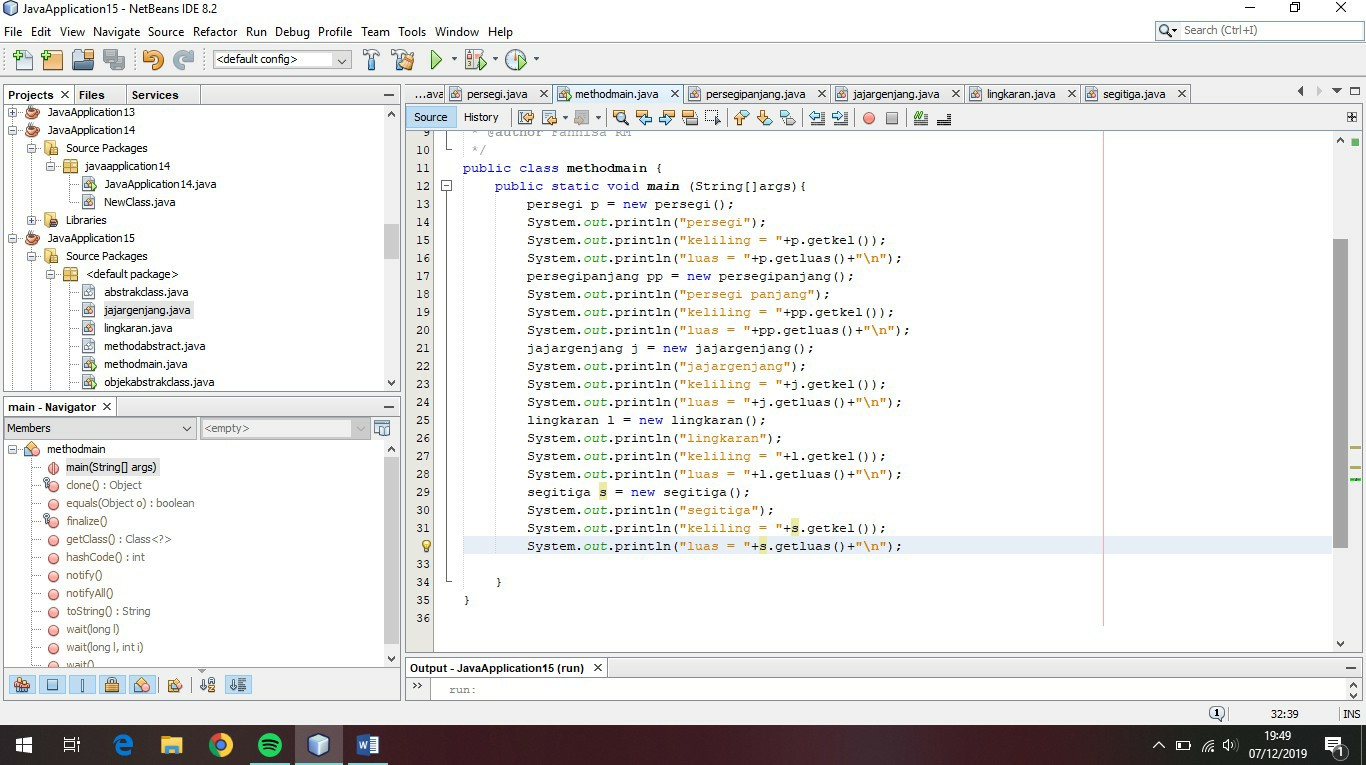 JavaApplication15 - NetBeans IDE 8.2
File Edit View Navigate Source Refactor Run Debug Profile Team Tools Window Help
Search (Ctrl+I)
<default config>
Projects Files Services
JavaApplication13
JavaApplication14
Source Packages
javaapplication14
JavaApplication14.java
NewClass.java
Libraries
JavaApplication15
Source Packages
<default package>
abstrakclass.java
jajargenjang.java
lingkaran.java
methodabstract.java
methodmain.java
objekabstrakclass.java
main - Navigator
Members <empty>
methodmain
main(String[] args)
clone() : Object
equals(Object o) : boolean
finalize()
getClass() : Class<?>
hashCode() : int
notify()
notifyAll()
toString() : String
wait(long l)
wait(long l, int i)
wait()
...ava persegi.java methodmain.java persegipanjang.java jajargenjang.java lingkaran.java segitiga.java
Source History
9 * @author Fannisa RM
10 */
11 public class methodmain {
12 public static void main (String[]args){
13 persegi p = new persegi();
14 System.out.println("persegi");
15 System.out.println("keliling = "+p.getkel());
16 System.out.println("luas = "+p.getluas()+"\n");
17 persegipanjang pp = new persegipanjang();
18 System.out.println("persegi panjang");
19 System.out.println("keliling = "+pp.getkel());
20 System.out.println("luas = "+pp.getluas()+"\n");
21 jajargenjang j = new jajargenjang();
22 System.out.println("jajargenjang");
23 System.out.println("keliling = "+j.getkel());
24 System.out.println("luas = "+j.getluas()+"\n");
25 lingkaran l = new lingkaran();
26 System.out.println("lingkaran");
27 System.out.println("keliling = "+l.getkel());
28 System.out.println("luas = "+l.getluas()+"\n");
29 segitiga s = new segitiga();
30 System.out.println("segitiga");
31 System.out.println("keliling = "+s.getkel());
System.out.println("luas = "+s.getluas()+"\n");
33
34 }
35 }
36
Output - JavaApplication15 (run)
run:
1 32:39 INS
19:49
07/12/2019
1